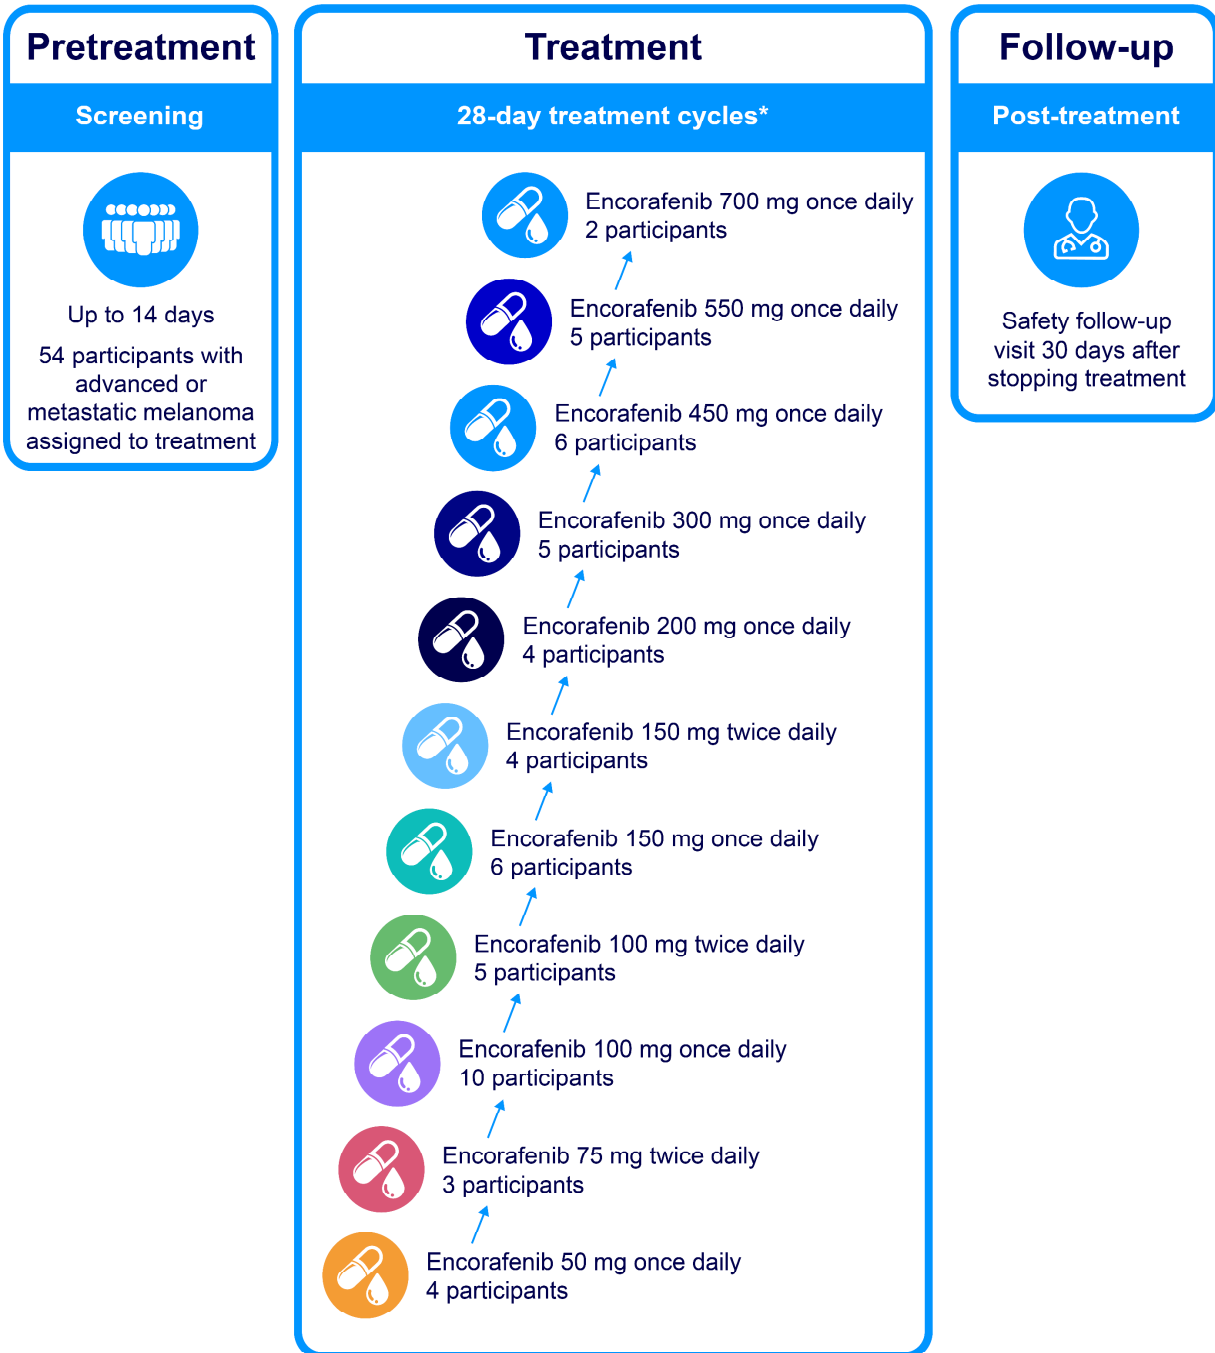 Pretreatment
Screening
Up to 14 days
54 participants with
advanced or
metastatic melanoma
assigned to treatment
Treatment
28-day treatment cycles*
Encorafenib 700 mg once daily
2 participants
Encorafenib 550 mg once daily
5 participants
Encorafenib 450 mg once daily
6 participants
Encorafenib 300 mg once daily
5 participants
Encorafenib 200 mg once daily
4 participants
Encorafenib 150 mg twice daily
4 participants
Encorafenib 150 mg once daily
6 participants
Encorafenib 100 mg twice daily
5 participants
Encorafenib 100 mg once daily
10 participants
Encorafenib 75 mg twice daily
3 participants
Encorafenib 50 mg once daily
4 participants
Follow-up
Post-treatment
Safety follow-up
visit 30 days after
stopping treatment